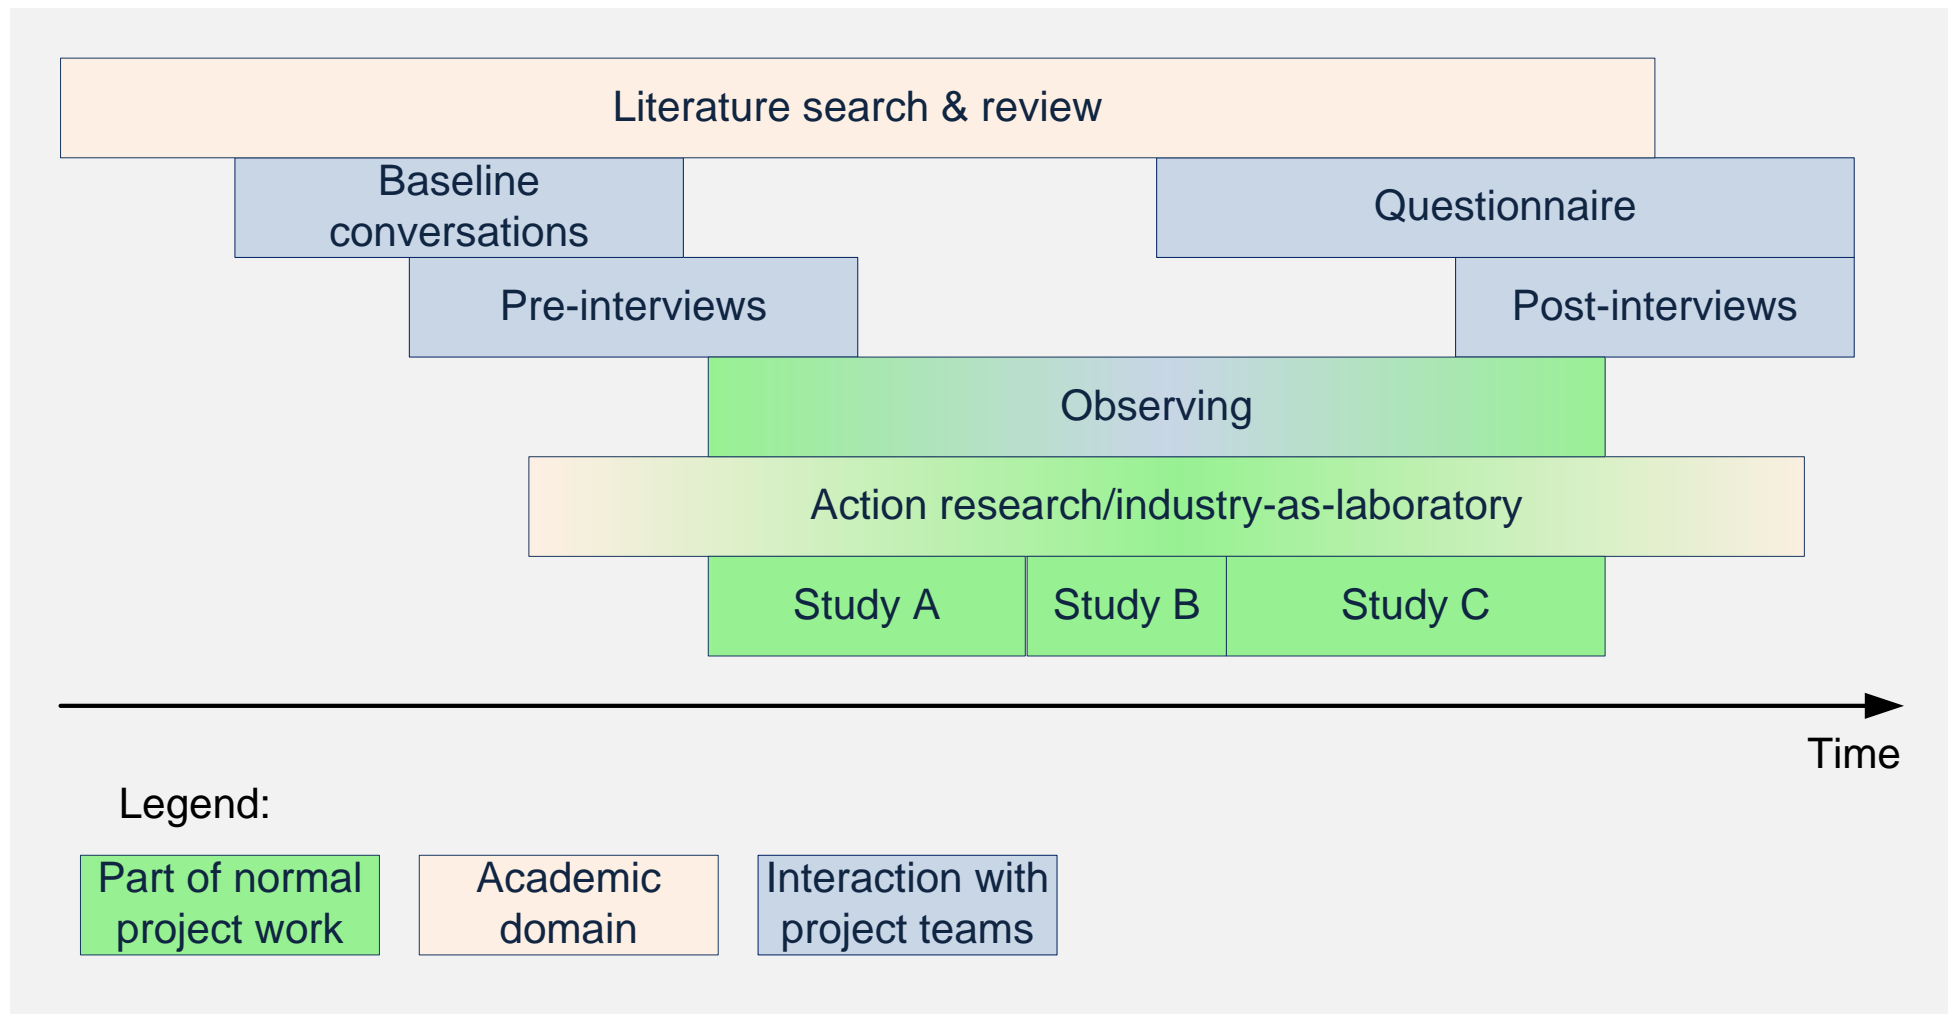 Literature search & review
Baseline
conversations
Questionnaire
Pre-interviews
Post-interviews
Observing
Action research/industry-as-laboratory
Study A
Study B
Study C
Time
Legend:
Part of normal
project work
Academic
domain
Interaction with
project teams